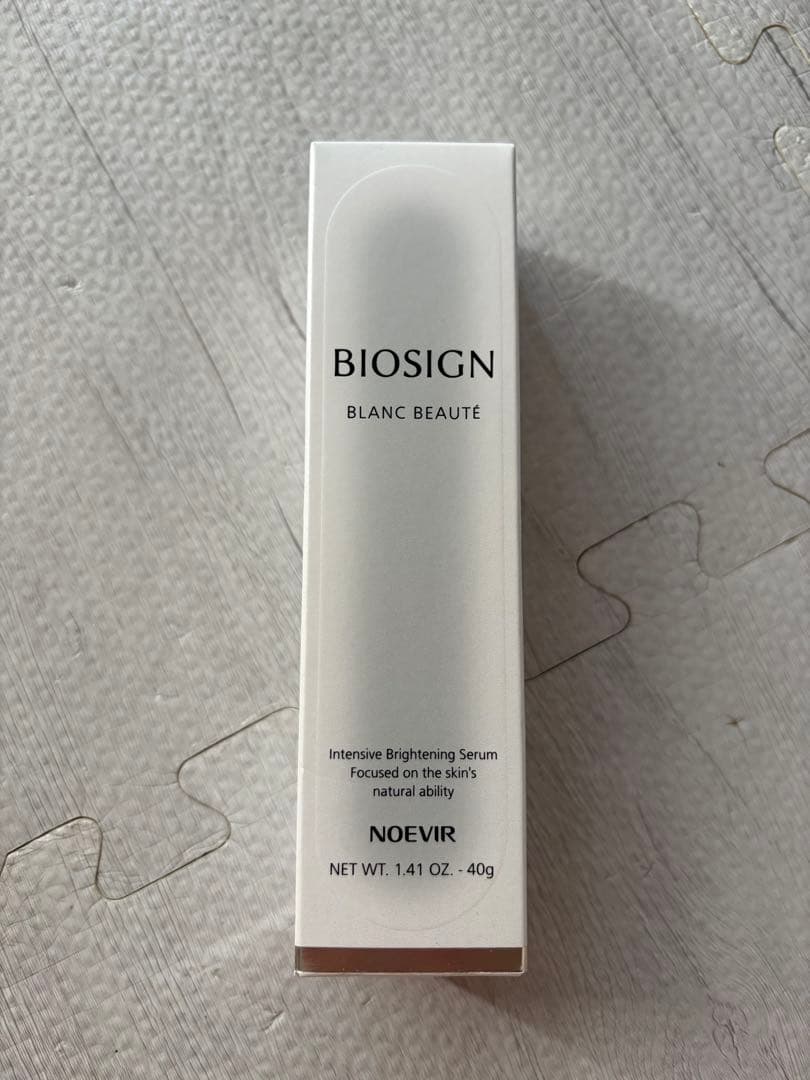 BIOSIGN
BLANC BEAUTÉ
Intensive Brightening Serum
Focused on the skin's
natural ability
NOEVIR
NET WT. 1.41 OZ. - 40g